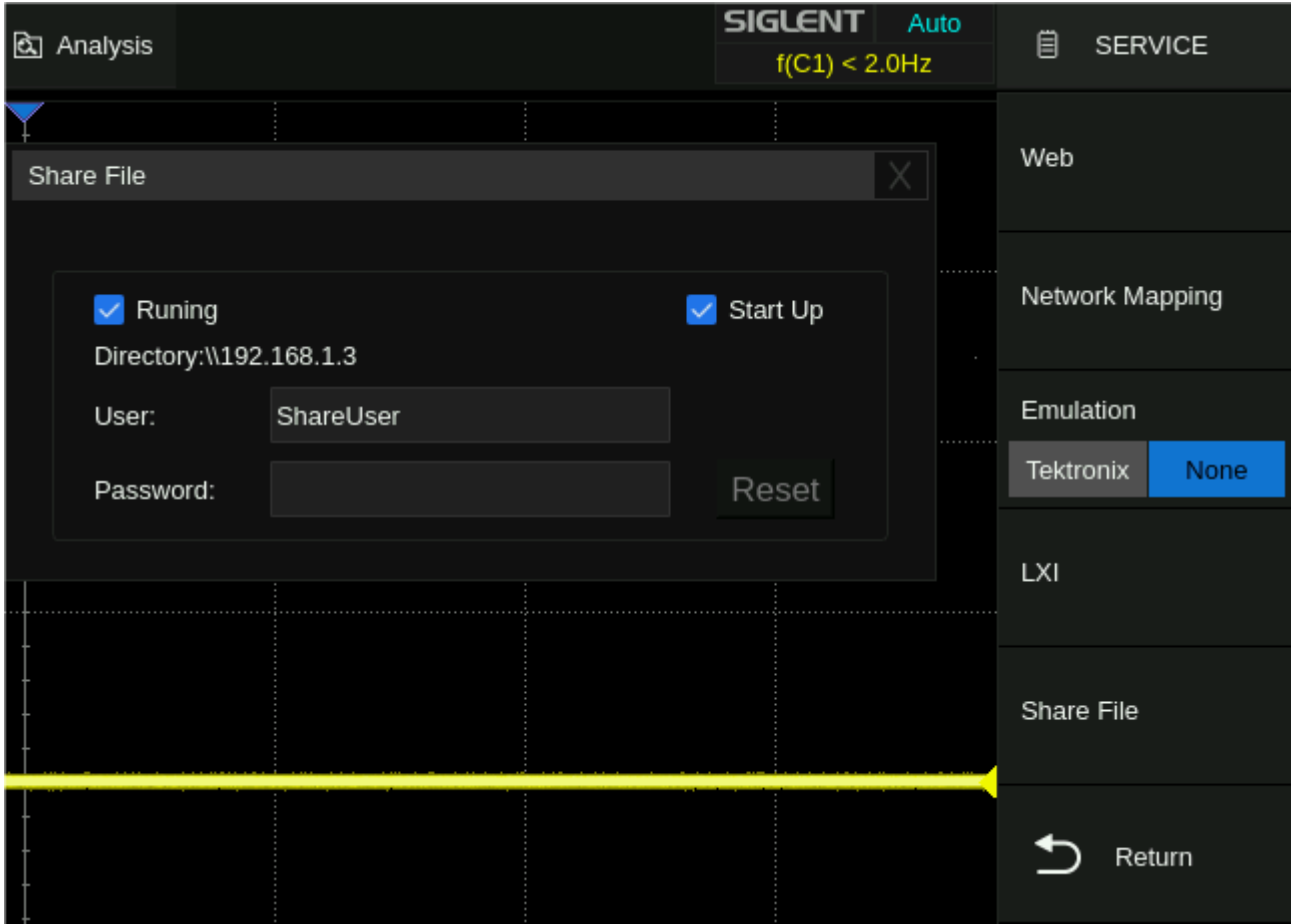 Analysis
SIGLENT
Auto
f(C1) < 2.0Hz
SERVICE
Share File
X
Runing
Start Up
Directory:\\192.168.1.3
User:
ShareUser
Password:
Reset
Web
Network Mapping
Emulation
Tektronix
None
LXI
Share File
Return